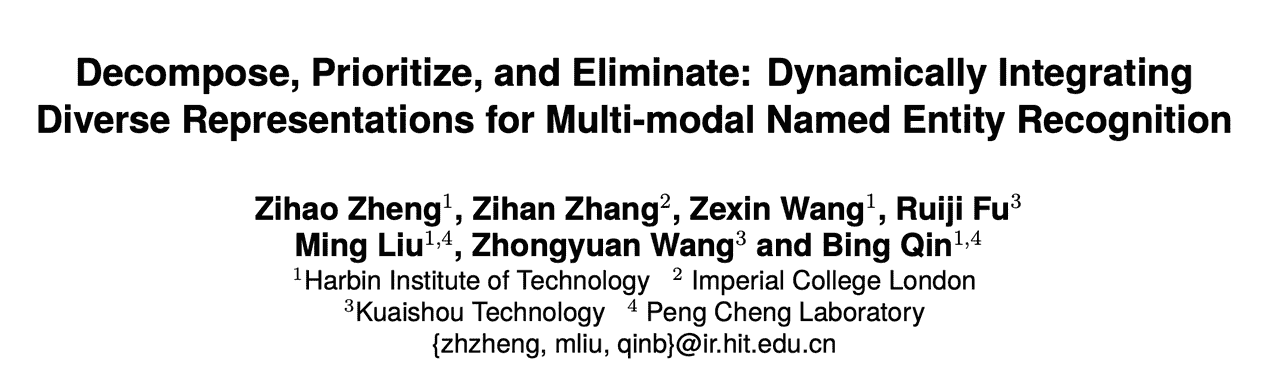 Decompose, Prioritize, and Eliminate: Dynamically Integrating
Diverse Representations for Multi-modal Named Entity Recognition
Zihao Zheng¹, Zihan Zhang², Zexin Wang¹, Ruiji Fu³
Ming Liu¹,⁴, Zhongyuan Wang³ and Bing Qin¹,⁴
¹Harbin Institute of Technology ² Imperial College London
³Kuaishou Technology ⁴ Peng Cheng Laboratory
{zhzheng, mliu, qinb}@ir.hit.edu.cn